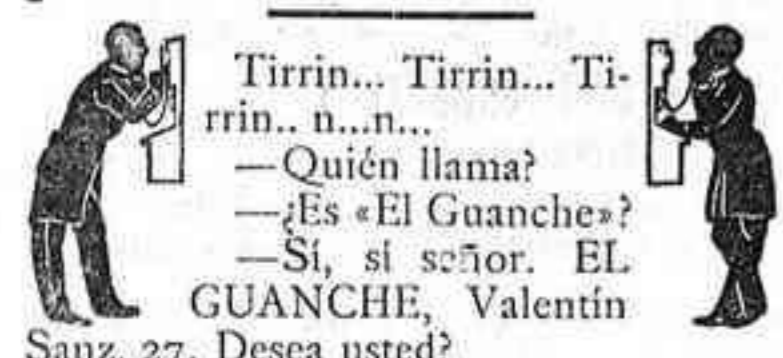 Tirrin... Tirrin... Ti-
rrin.. n...n...
—Quién llama?
—¿Es «El Guanche»?
—Sí, sí señor. EL
GUANCHE, Valentín
Sanz, 27. Desea usted?